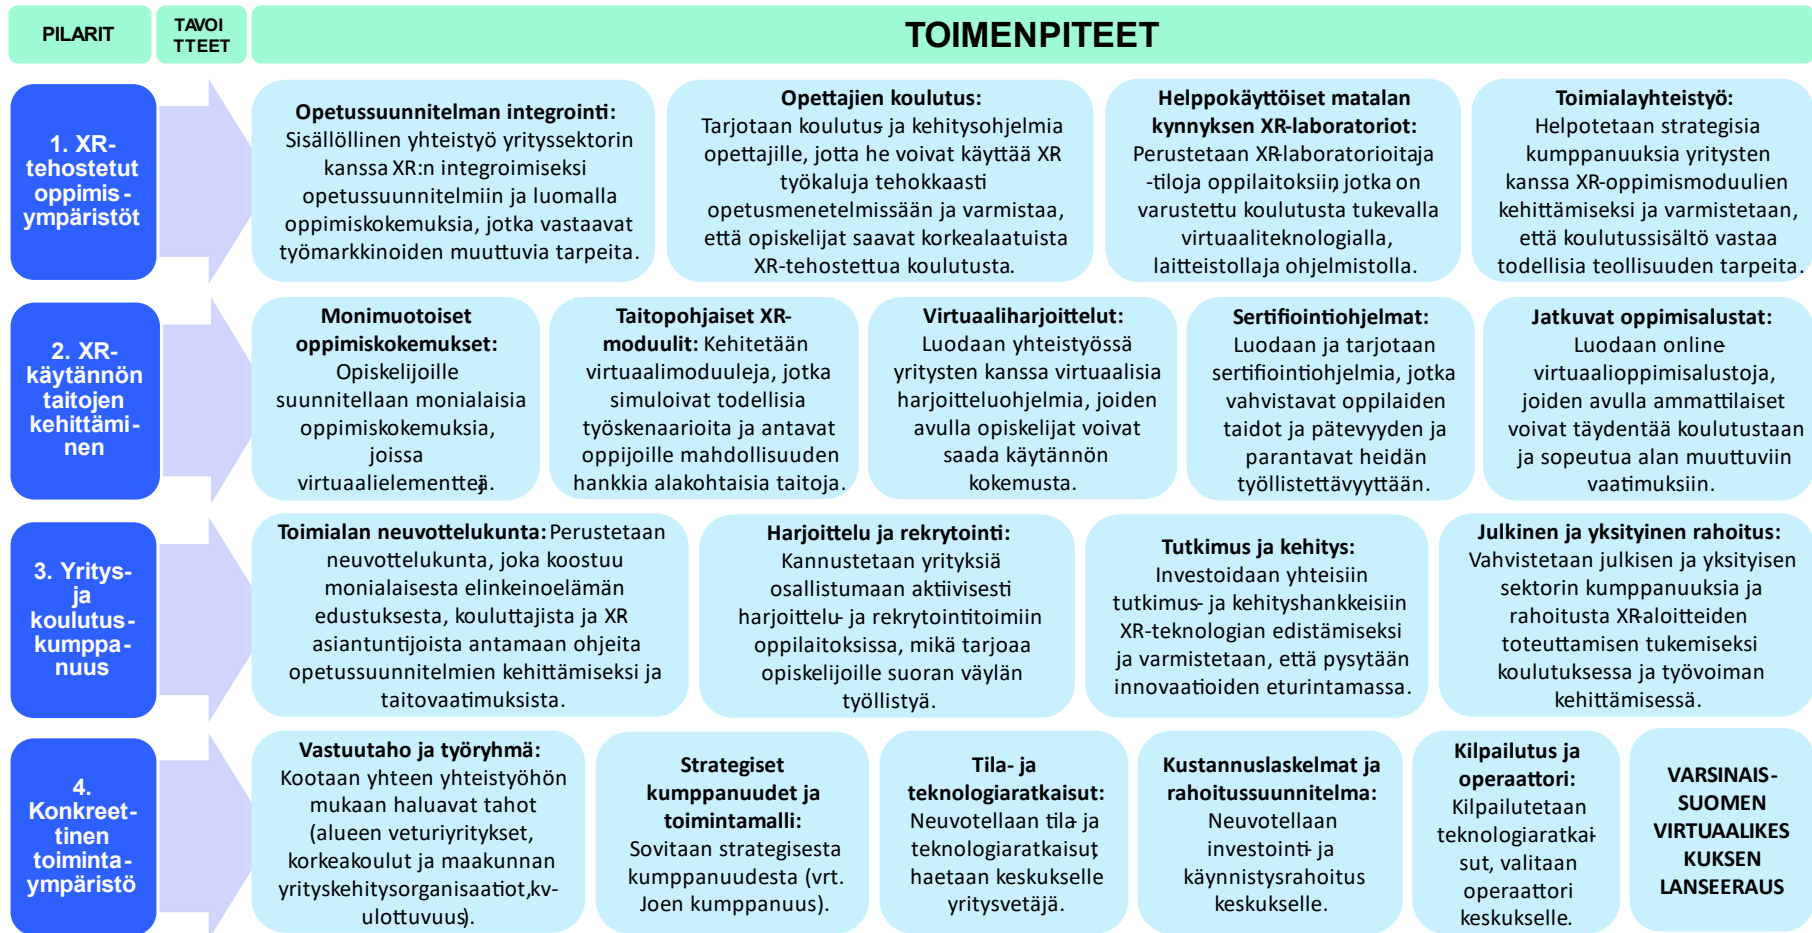 PILARIT
TAVOI
TTEET
TOIMENPITEET
1. XR-
tehostetut
oppimis-
ympäristöt
Opetussuunnitelman integrointi:
Sisällöllinen yhteistyö yrityssektorin
kanssa XR:n integroimiseksi
opetussuunnitelmiin ja luomalla
oppimiskokemuksia, jotka vastaavat
työmarkkinoiden muuttuvia tarpeita.
Opettajien koulutus:
Tarjotaan koulutus- ja kehitysohjelmia
opettajille, jotta he voivat käyttää XR
työkaluja tehokkaasti
opetusmenetelmissään ja varmistaa,
että opiskelijat saavat korkealaatuista
XR-tehostettua koulutusta.
Helppokäyttöiset matalan
kynnyksen XR-laboratoriot:
Perustetaan XR-laboratorioita ja
-tiloja oppilaitoksiin, jotka on
varustettu koulutusta tukevalla
virtuaaliteknologialla,
laitteistolla ja ohjelmistolla.
Toimialayhteistyö:
Helpotetaan strategisia
kumppanuuksia yritysten
kanssa XR-oppimismoduulien
kehittämiseksi ja varmistetaan,
että koulutussisältö vastaa
todellisia teollisuuden tarpeita.
2. XR-
käytännön
taitojen
kehittämi-
nen
Monimuotoiset
oppimiskokemukset:
Opiskelijoille
suunnitellaan monialaisia
oppimiskokemuksia,
joissa
virtuaalielementtejä.
Taitopohjaiset XR-
moduulit: Kehitetään
virtuaalimoduuleja, jotka
simuloivat todellisia
työskenaarioita ja antavat
oppijoille mahdollisuuden
hankkia alakohtaisia taitoja.
Virtuaaliharjoittelut:
Luodaan yhteistyössä
yritysten kanssa virtuaalisia
harjoitteluohjelmia, joiden
avulla opiskelijat voivat
saada käytännön
kokemusta.
Sertifiointiohjelmat:
Luodaan ja tarjotaan
sertifiointiohjelmia, jotka
vahvistavat oppilaiden
taidot ja pätevyyden ja
parantavat heidän
työllistettävyyttään.
Jatkuvat oppimisalustat:
Luodaan online-
virtuaalioppimisalustoja,
joiden avulla ammattilaiset
voivat täydentää koulutustaan
ja sopeutua alan muuttuviin
vaatimuksiin.
3. Yritys-
ja
koulutus-
kumppa-
nuus
Toimialan neuvottelukunta: Perustetaan
neuvottelukunta, joka koostuu
monialaisesta elinkeinoelämän
edustuksesta, kouluttajista ja XR
asiantuntijoista antamaan ohjeita
opetussuunnitelmien kehittämiseksi ja
taitovaatimuksista.
Harjoittelu ja rekrytointi:
Kannustetaan yrityksiä
osallistumaan aktiivisesti
harjoittelu- ja rekrytointitoimiin
oppilaitoksissa, mikä tarjoaa
opiskelijoille suoran väylän
työllistyä.
Tutkimus ja kehitys:
Investoidaan yhteisiin
tutkimus- ja kehityshankkeisiin
XR-teknologian edistämiseksi
ja varmistetaan, että pysytään
innovaatioiden eturintamassa.
Julkinen ja yksityinen rahoitus:
Vahvistetaan julkisen ja yksityisen
sektorin kumppanuuksia ja
rahoitusta XR-aloitteiden
toteuttamisen tukemiseksi
koulutuksessa ja työvoiman
kehittämisessä.
4.
Konkreet-
tinen
toiminta-
ympäristö
Vastuutaho ja työryhmä:
Kootaan yhteen yhteistyöhön
mukaan haluavat tahot
(alueen veturiyritykset,
korkeakoulut ja maakunnan
yrityskehitysorganisaatiot,kv-
ulottuvuus).
Strategiset
kumppanuudet ja
toimintamalli:
Sovitaan strategisesta
kumppanuudesta (vrt.
Joen kumppanuus).
Tila- ja
teknologiaratkaisut:
Neuvotellaan tila- ja
teknologiaratkaisut,
haetaan keskukselle
yritysvetäjä.
Kustannuslaskelmat ja
rahoitussuunnitelma:
Neuvotellaan
investointi- ja
käynnistysrahoitus
keskukselle.
Kilpailutus ja
operaattori:
Kilpailutetaan
teknologiaratkai-
sut, valitaan
operaattori
keskukselle.
VARSINAIS-
SUOMEN
VIRTUAALIKES
KUKSEN
LANSEERAUS